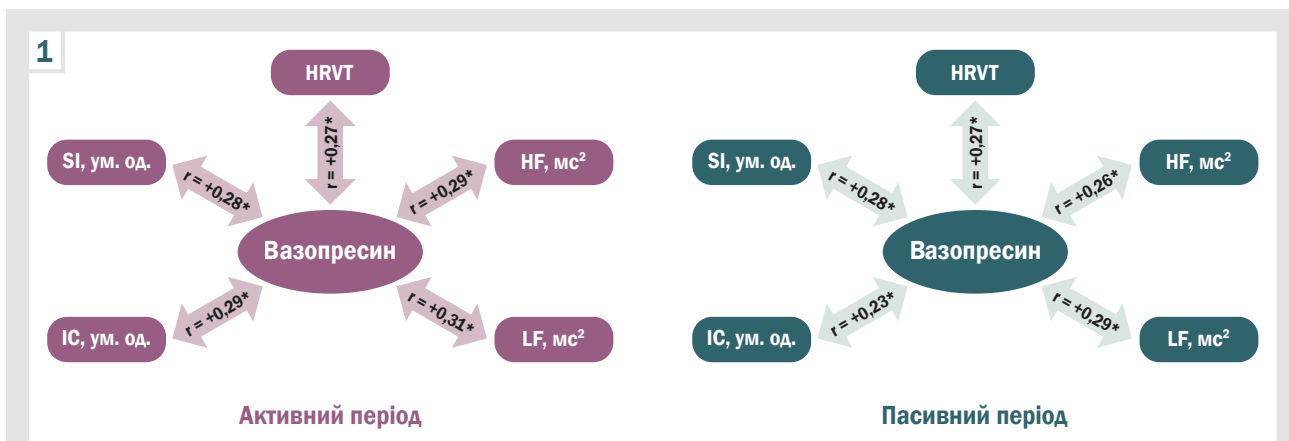 1
HRVT
r = +0,27*
SI, ум. од.
r = +0,28*
HF, мс²
r = +0,29*
Вазопресин
IC, ум. од.
r = +0,29*
LF, мс²
r = +0,31*
Активний період
HRVT
r = +0,27*
SI, ум. од.
r = +0,28*
HF, мс²
r = +0,26*
Вазопресин
IC, ум. од.
r = +0,23*
LF, мс²
r = +0,29*
Пасивний період